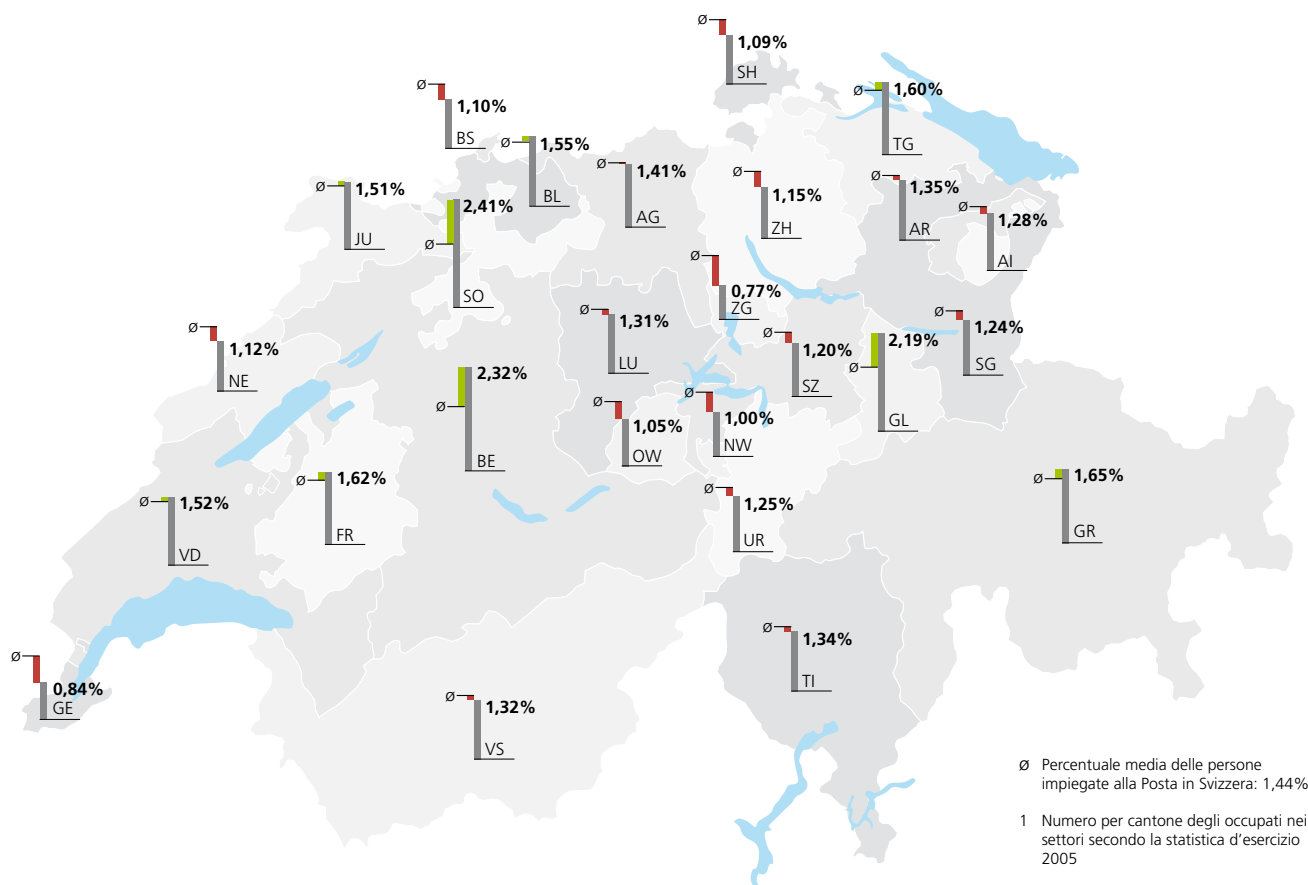 Ø
1,09%
SH
Ø
1,60%
TG
Ø
1,10%
BS
Ø
1,55%
BL
Ø
1,41%
AG
Ø
1,15%
ZH
Ø
1,35%
AR
Ø
1,51%
JU
2,41%
Ø
SO
Ø
1,28%
AI
Ø
0,77%
ZG
Ø
1,31%
LU
Ø
1,24%
SG
Ø
1,12%
NE
Ø
1,20%
SZ
2,19%
Ø
GL
2,32%
Ø
BE
Ø
1,05%
OW
Ø
1,00%
NW
Ø
1,62%
FR
Ø
1,65%
GR
Ø
1,52%
VD
Ø
1,25%
UR
Ø
1,34%
TI
Ø
0,84%
GE
Ø
1,32%
VS
Ø Percentuale media delle persone
impiegate alla Posta in Svizzera: 1,44%
1 Numero per cantone degli occupati nei
settori secondo la statistica d'esercizio
2005